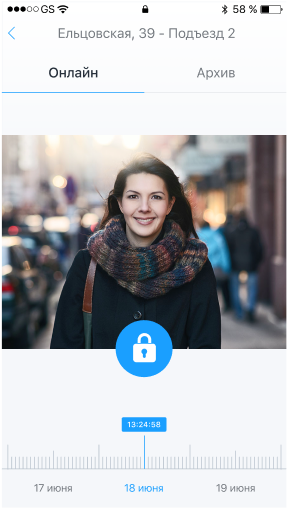 GS 58 %
Ельцовская, 39 - Подъезд 2
Онлайн Архив
13:24:58
17 июня 18 июня 19 июня